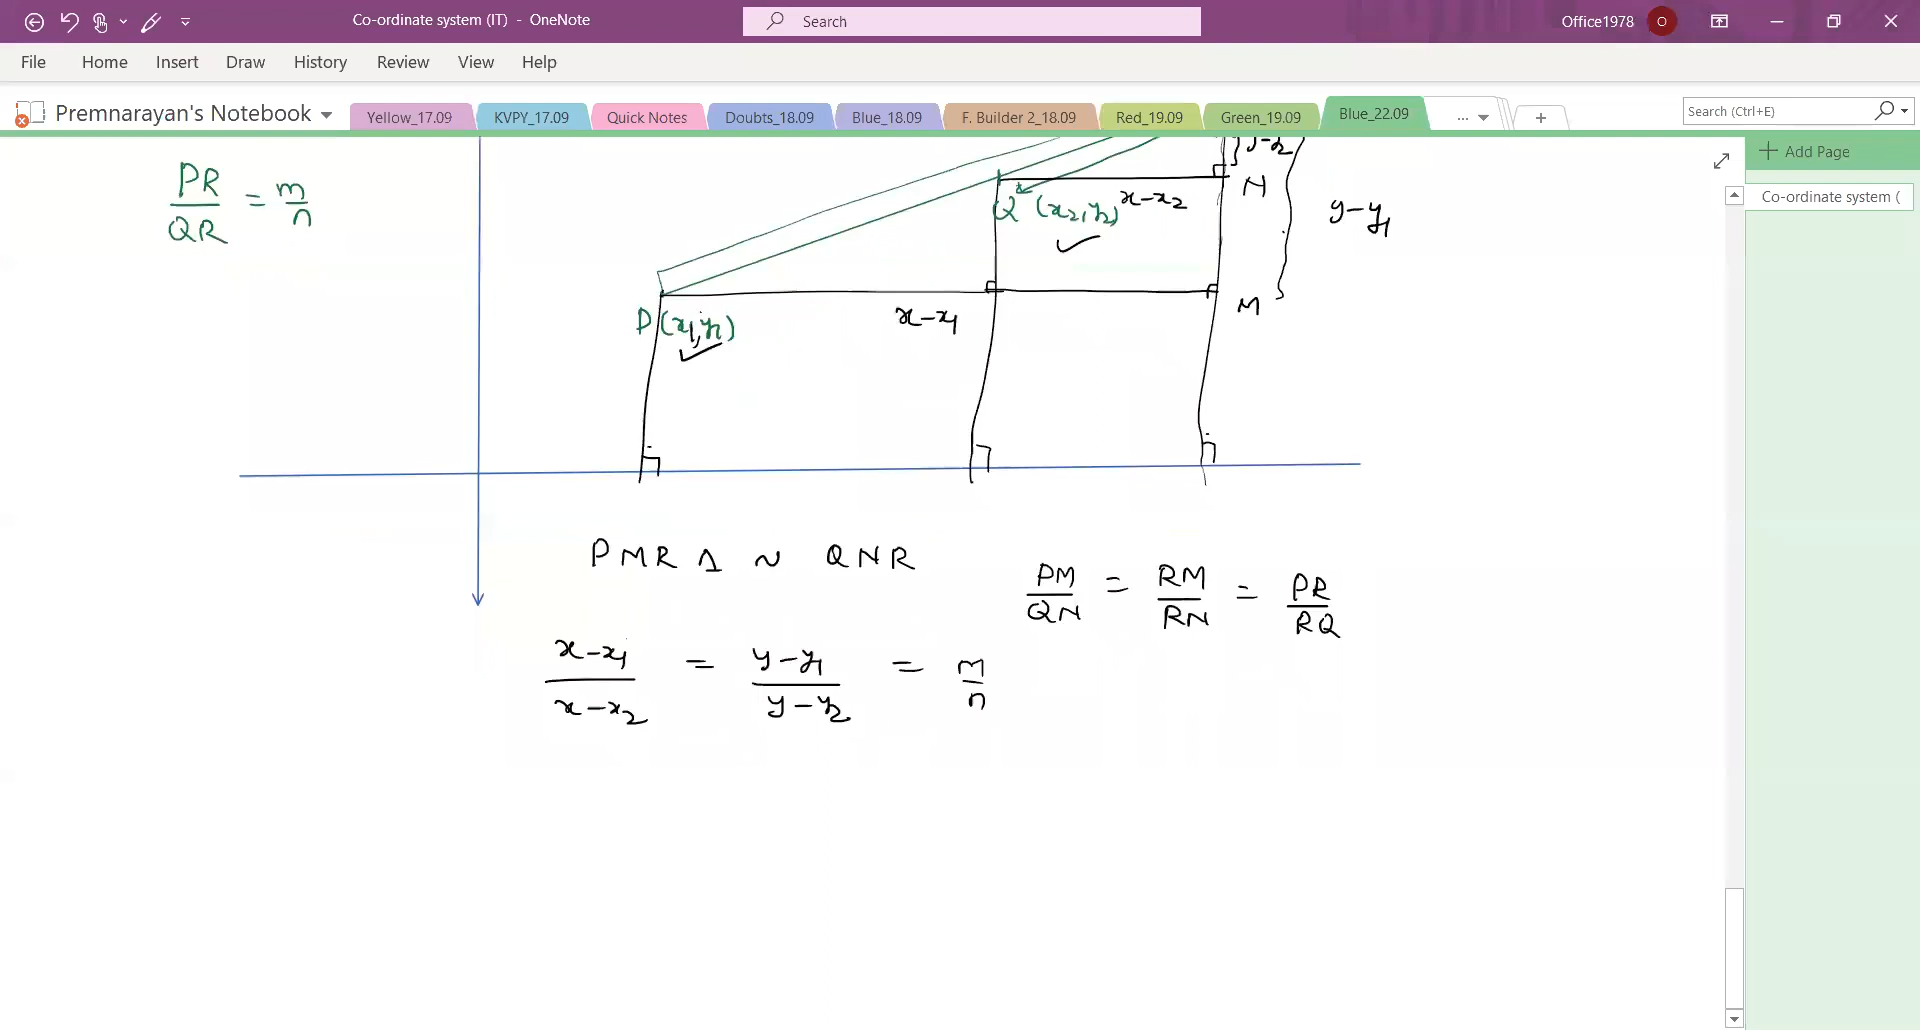 Co-ordinate system (IT) - OneNote
Search
Office1978
O
File Home Insert Draw History Review View Help
Premnarayan's Notebook
Yellow_17.09
KVPY_17.09
Quick Notes
Doubts_18.09
Blue_18.09
F. Builder 2_18.09
Red_19.09
Green_19.09
Blue_22.09
...
+
Search (Ctrl+E)
+ Add Page
Co-ordinate system (
PR/QR = m/n
N
Q (x2,y2) x-x2
y-y1
M
P (x1,y1)
x-x1
PMR Δ ~ QNR
PM/QN = RM/RN = PR/RQ
x-x1/x-x2 = y-y1/y-y2 = m/n